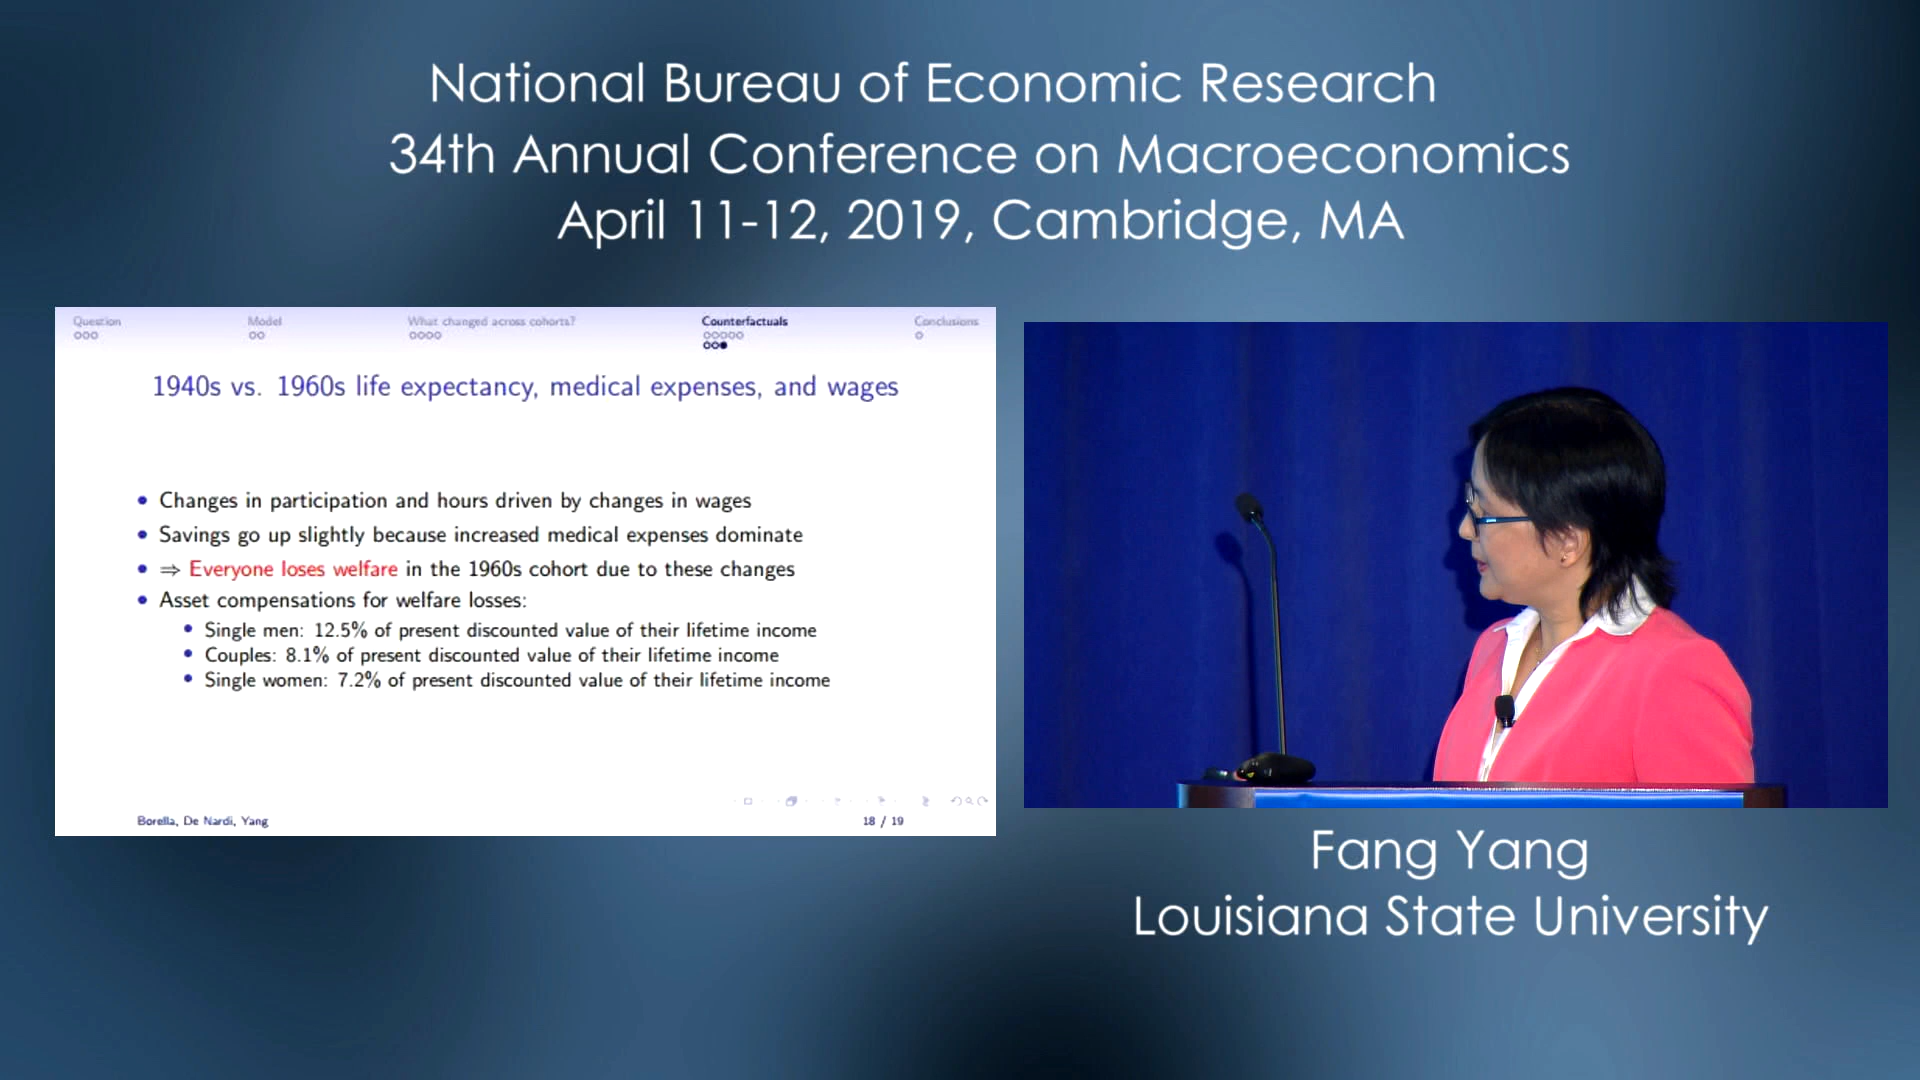 National Bureau of Economic Research
34th Annual Conference on Macroeconomics
April 11-12, 2019, Cambridge, MA
Question Model What changed across cohorts? Counterfactuals Conclusions
1940s vs. 1960s life expectancy, medical expenses, and wages
• Changes in participation and hours driven by changes in wages
• Savings go up slightly because increased medical expenses dominate
• ⇒ Everyone loses welfare in the 1960s cohort due to these changes
• Asset compensations for welfare losses:
• Single men: 12.5% of present discounted value of their lifetime income
• Couples: 8.1% of present discounted value of their lifetime income
• Single women: 7.2% of present discounted value of their lifetime income
Borella, De Nardi, Yang 18 / 19
Fang Yang
Louisiana State University